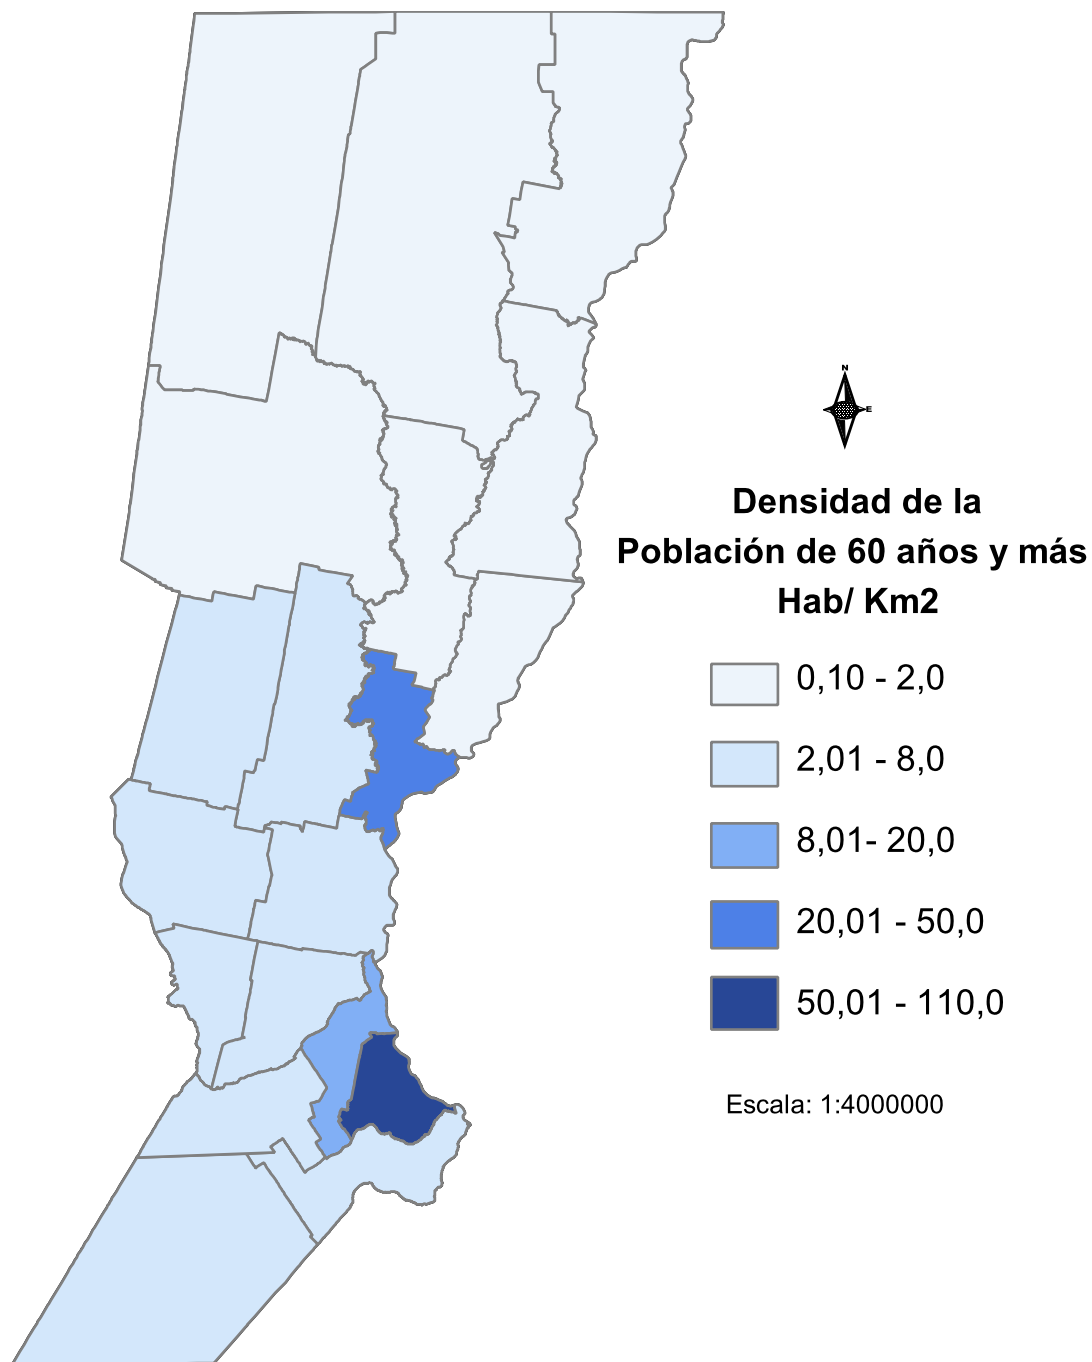 N
E
Densidad de la
Población de 60 años y más
Hab/ Km2
0,10 - 2,0
2,01 - 8,0
8,01- 20,0
20,01 - 50,0
50,01 - 110,0
Escala: 1:4000000